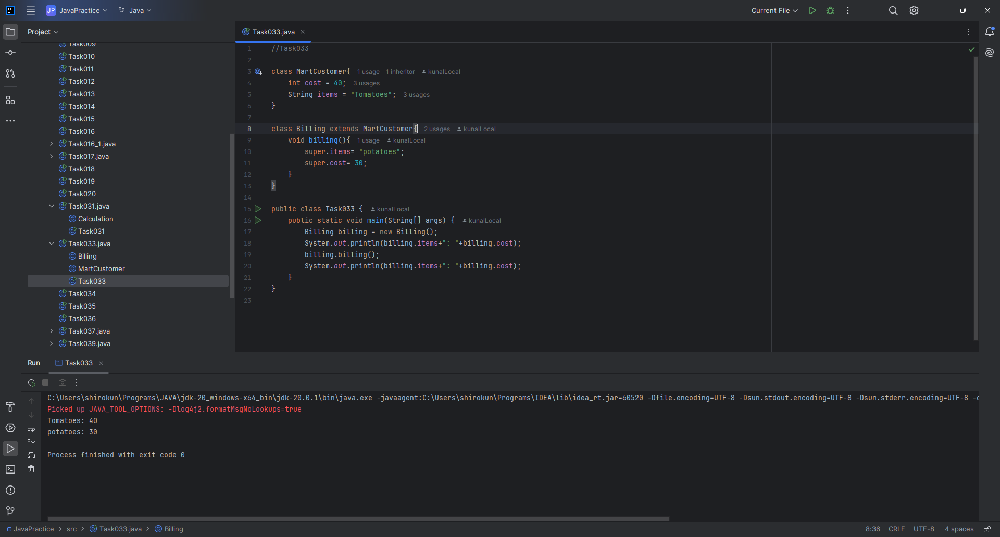 JP JavaPractice Java Current File
Project
Task033.java
Task009
Task010
Task011
Task012
Task013
Task014
Task015
Task016
Task016_1.java
Task017.java
Task018
Task019
Task020
Task031.java
Calculation
Task031
Task033.java
Billing
MartCustomer
Task033
Task034
Task035
Task036
Task037.java
Task039.java
1 //Task033
2
3 class MartCustomer{ 1 usage 1 inheritor kunalLocal
4 int cost = 40; 3 usages
5 String items = "Tomatoes"; 3 usages
6 }
7
8 class Billing extends MartCustomer{ 2 usages kunalLocal
9 void billing(){ 1 usage kunalLocal
10 super.items= "potatoes";
11 super.cost= 30;
12 }
13 }
14
15 public class Task033 { kunalLocal
16 public static void main(String[] args) { kunalLocal
17 Billing billing = new Billing();
18 System.out.println(billing.items+": "+billing.cost);
19 billing.billing();
20 System.out.println(billing.items+": "+billing.cost);
21 }
22 }
23
Run Task033
C:\Users\shirokun\Programs\JAVA\jdk-20_windows-x64_bin\jdk-20.0.1\bin\java.exe -javaagent:C:\Users\shirokun\Programs\IDEA\lib\idea_rt.jar=60520 -Dfile.encoding=UTF-8 -Dsun.stdout.encoding=UTF-8 -Dsun.stderr.encoding=UTF-8
Picked up JAVA_TOOL_OPTIONS: -Dlog4j2.formatMsgNoLookups=true
Tomatoes: 40
potatoes: 30
Process finished with exit code 0
JavaPractice > src > Task033.java > Billing 8:36 CRLF UTF-8 4 spaces